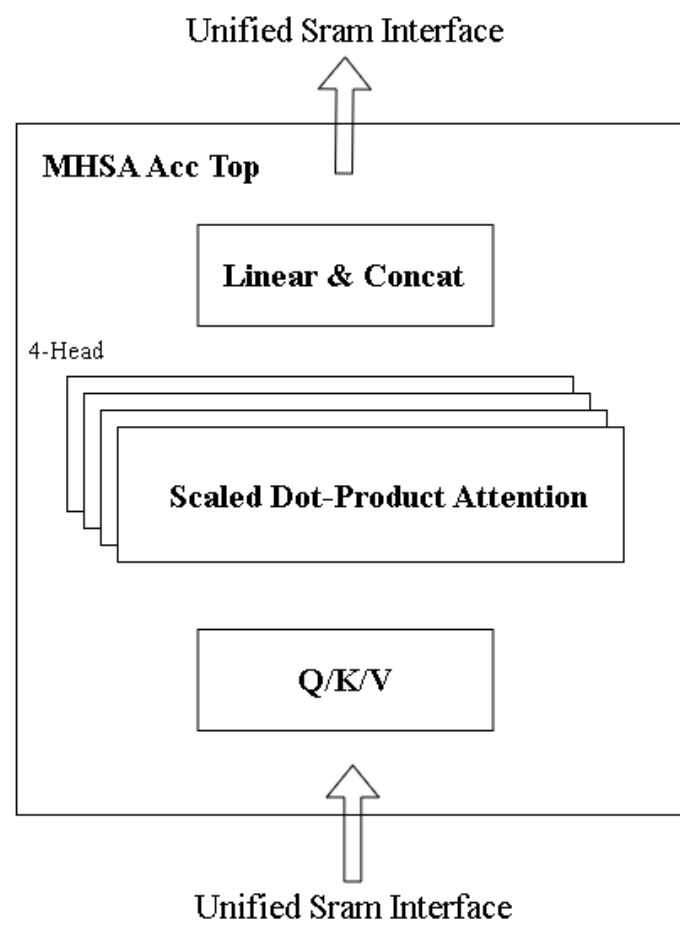 Unified Sram Interface
MHSA Acc Top
Linear & Concat
4-Head
Scaled Dot-Product Attention
Q/K/V
Unified Sram Interface